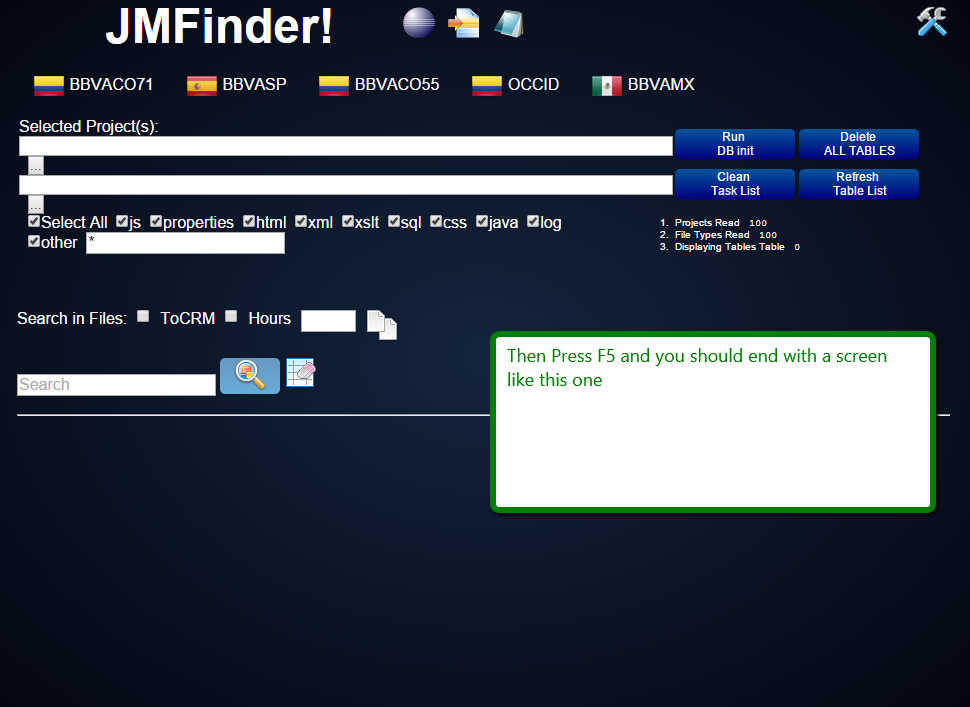 JMFinder!
BBVACO71 BBVASP BBVACO55 OCCID BBVAMX
Selected Project(s):
Run
DB init
Delete
ALL TABLES
...
Clean
Task List
Refresh
Table List
...
Select All js properties html xml xslt sql css java log
other *
1. Projects Read 100
2. File Types Read 100
3. Displaying Tables Table 0
Search in Files: ToCRM Hours
Search
Then Press F5 and you should end with a screen
like this one